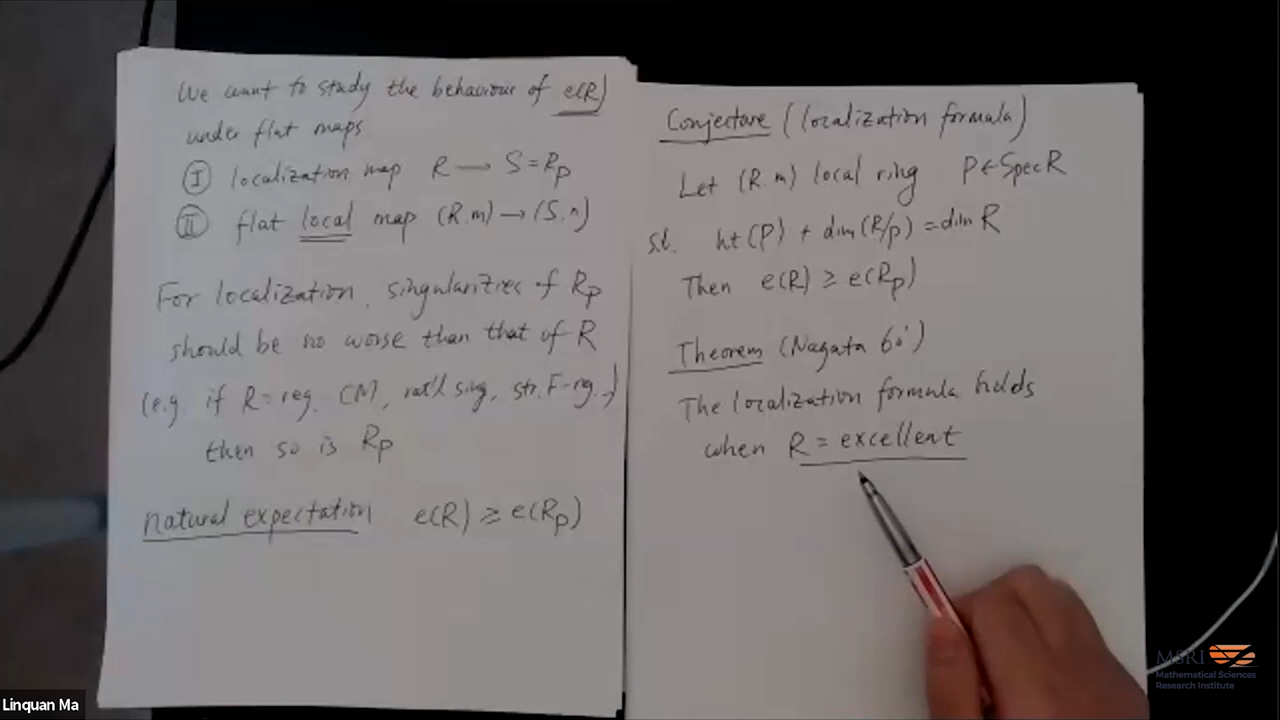 We want to study the behaviour of e(R)
under flat maps
Ⓘ localization map R → S = R_p
Ⓘⓘ flat local map (R.m) → (S.n)
For localization, singularities of R_p
should be no worse than that of R
(e.g if R = reg, CM, rat'l sing, str. F-rg..)
then so is R_p
natural expectation e(R) ≥ e(R_p)
Conjecture (localization formula)
Let (R.m) local ring P ∈ Spec R
s.t. ht(P) + dim(R/p) = dim R
Then e(R) ≥ e(R_p)
Theorem (Nagata 60')
The localization formula holds
when R = excellent
MSRI
Mathematical Sciences
Research Institute
Linquan Ma